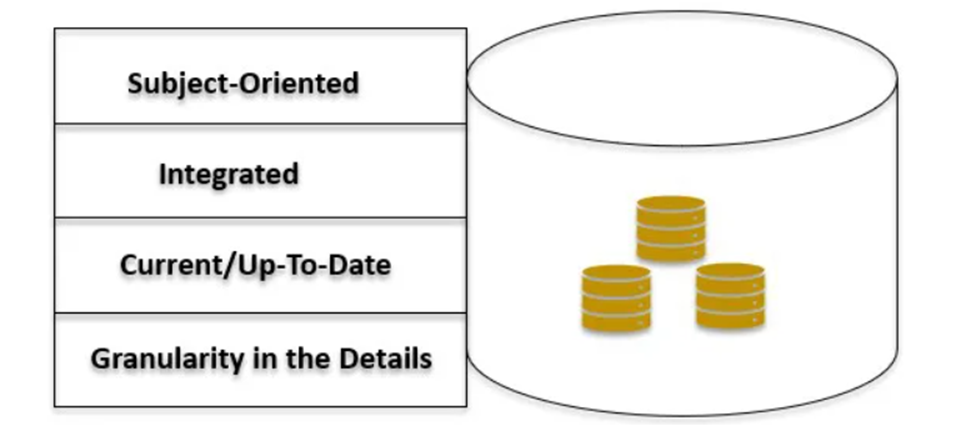 Subject-Oriented
Integrated
Current/Up-To-Date
Granularity in the Details